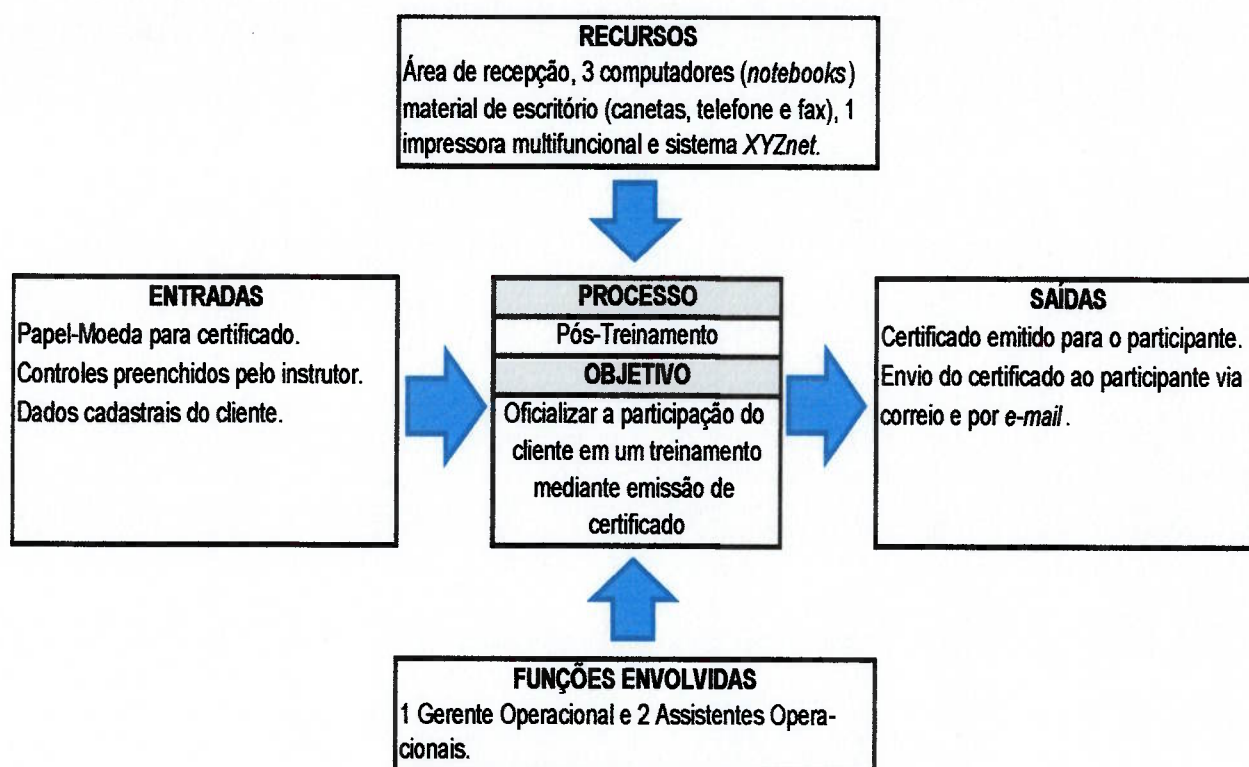 RECURSOS
Área de recepção, 3 computadores (notebooks)
material de escritório (canetas, telefone e fax), 1
impressora multifuncional e sistema XYZnet.
ENTRADAS
Papel-Moeda para certificado.
Controles preenchidos pelo instrutor.
Dados cadastrais do cliente.
PROCESSO
Pós-Treinamento
OBJETIVO
Oficializar a participação do
cliente em um treinamento
mediante emissão de
certificado
SAÍDAS
Certificado emitido para o participante.
Envio do certificado ao participante via
correio e por e-mail.
FUNÇÕES ENVOLVIDAS
1 Gerente Operacional e 2 Assistentes Opera-
cionais.